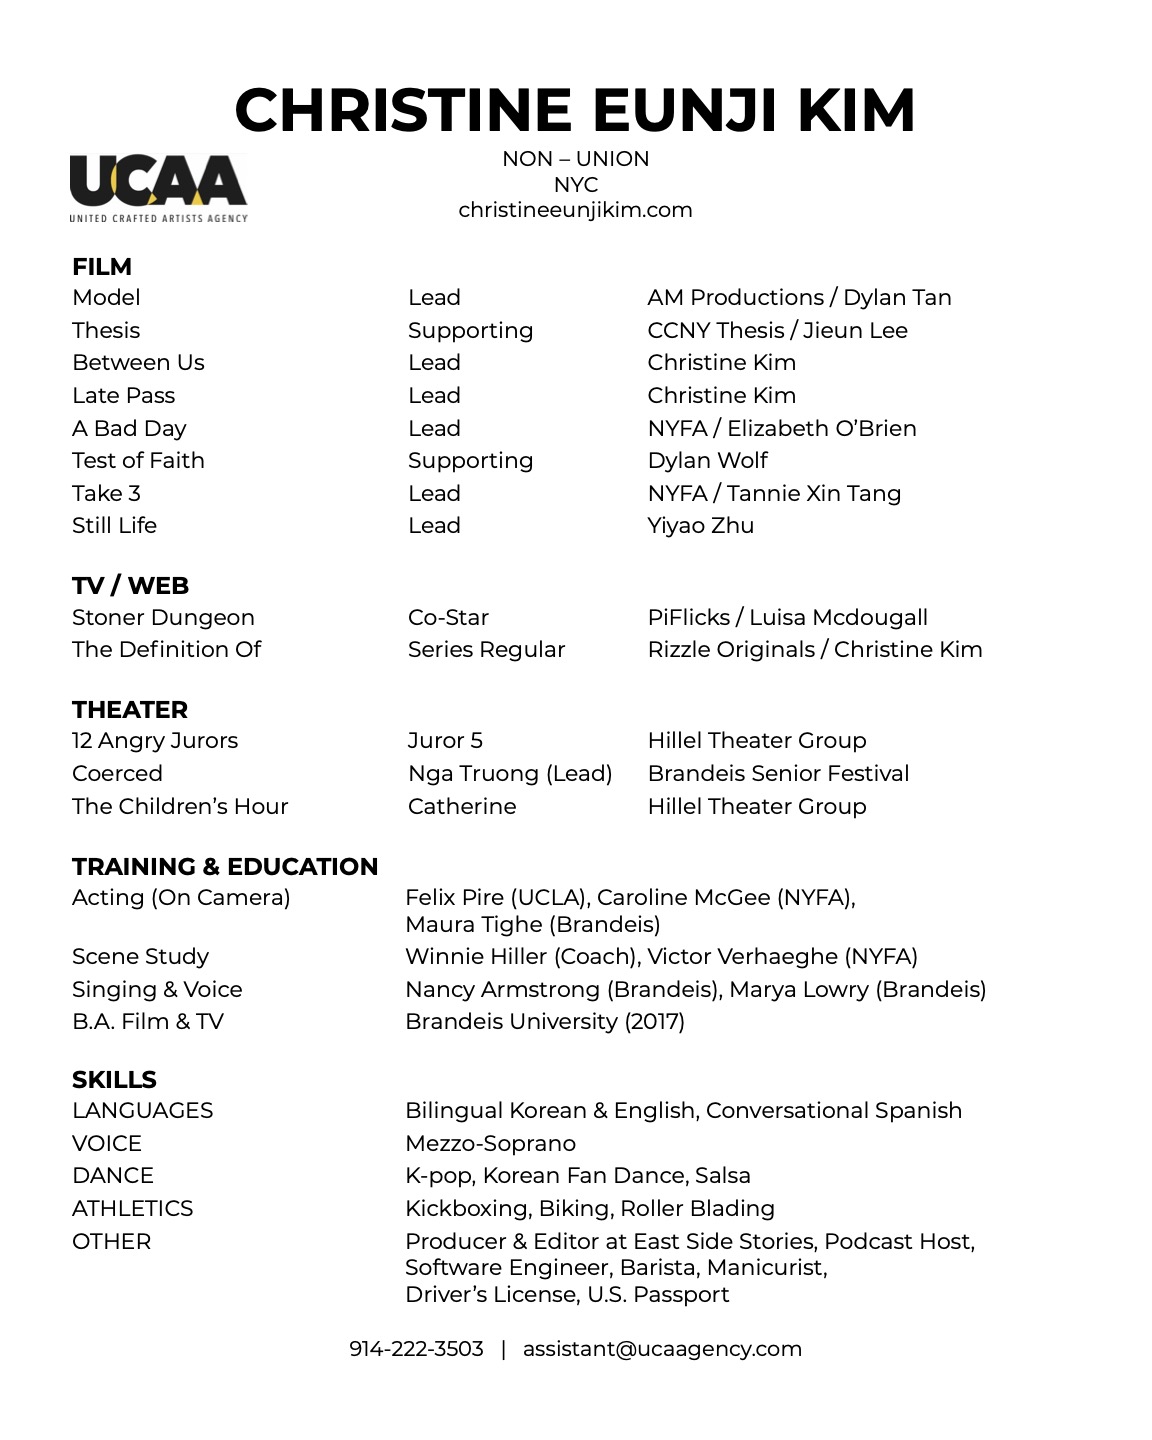 CHRISTINE EUNJI KIM
NON – UNION
NYC
christineeunjikim.com
UCAA
UNITED CRAFTED ARTISTS AGENCY
FILM
Model Lead AM Productions / Dylan Tan
Thesis Supporting CCNY Thesis / Jieun Lee
Between Us Lead Christine Kim
Late Pass Lead Christine Kim
A Bad Day Lead NYFA / Elizabeth O’Brien
Test of Faith Supporting Dylan Wolf
Take 3 Lead NYFA / Tannie Xin Tang
Still Life Lead Yiyao Zhu
TV / WEB
Stoner Dungeon Co-Star PiFlicks / Luisa Mcdougall
The Definition Of Series Regular Rizzle Originals / Christine Kim
THEATER
12 Angry Jurors Juror 5 Hillel Theater Group
Coerced Nga Truong (Lead) Brandeis Senior Festival
The Children’s Hour Catherine Hillel Theater Group
TRAINING & EDUCATION
Acting (On Camera) Felix Pire (UCLA), Caroline McGee (NYFA),
Maura Tighe (Brandeis)
Scene Study Winnie Hiller (Coach), Victor Verhaeghe (NYFA)
Singing & Voice Nancy Armstrong (Brandeis), Marya Lowry (Brandeis)
B.A. Film & TV Brandeis University (2017)
SKILLS
LANGUAGES Bilingual Korean & English, Conversational Spanish
VOICE Mezzo-Soprano
DANCE K-pop, Korean Fan Dance, Salsa
ATHLETICS Kickboxing, Biking, Roller Blading
OTHER Producer & Editor at East Side Stories, Podcast Host,
Software Engineer, Barista, Manicurist,
Driver’s License, U.S. Passport
914-222-3503 | assistant@ucaagency.com